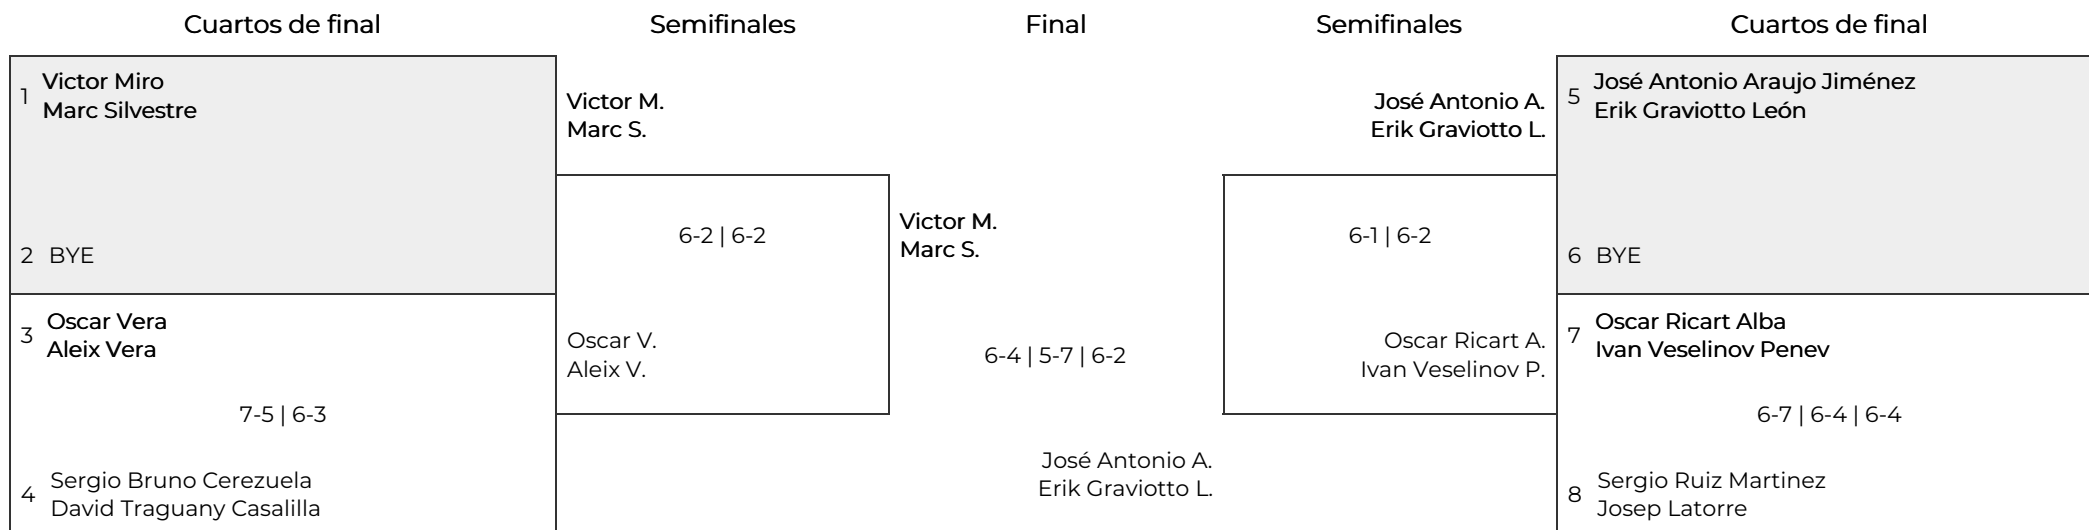 Cuartos de final
Semifinales
Final
Semifinales
Cuartos de final
1
Victor Miro
Marc Silvestre
2 BYE
3
Oscar Vera
Aleix Vera
7-5 | 6-3
4
Sergio Bruno Cerezuela
David Traguany Casalilla
Victor M.
Marc S.
6-2 | 6-2
Oscar V.
Aleix V.
Victor M.
Marc S.
6-4 | 5-7 | 6-2
José Antonio A.
Erik Graviotto L.
José Antonio A.
Erik Graviotto L.
6-1 | 6-2
Oscar Ricart A.
Ivan Veselinov P.
5
José Antonio Araujo Jiménez
Erik Graviotto León
6 BYE
7
Oscar Ricart Alba
Ivan Veselinov Penev
6-7 | 6-4 | 6-4
8
Sergio Ruiz Martinez
Josep Latorre